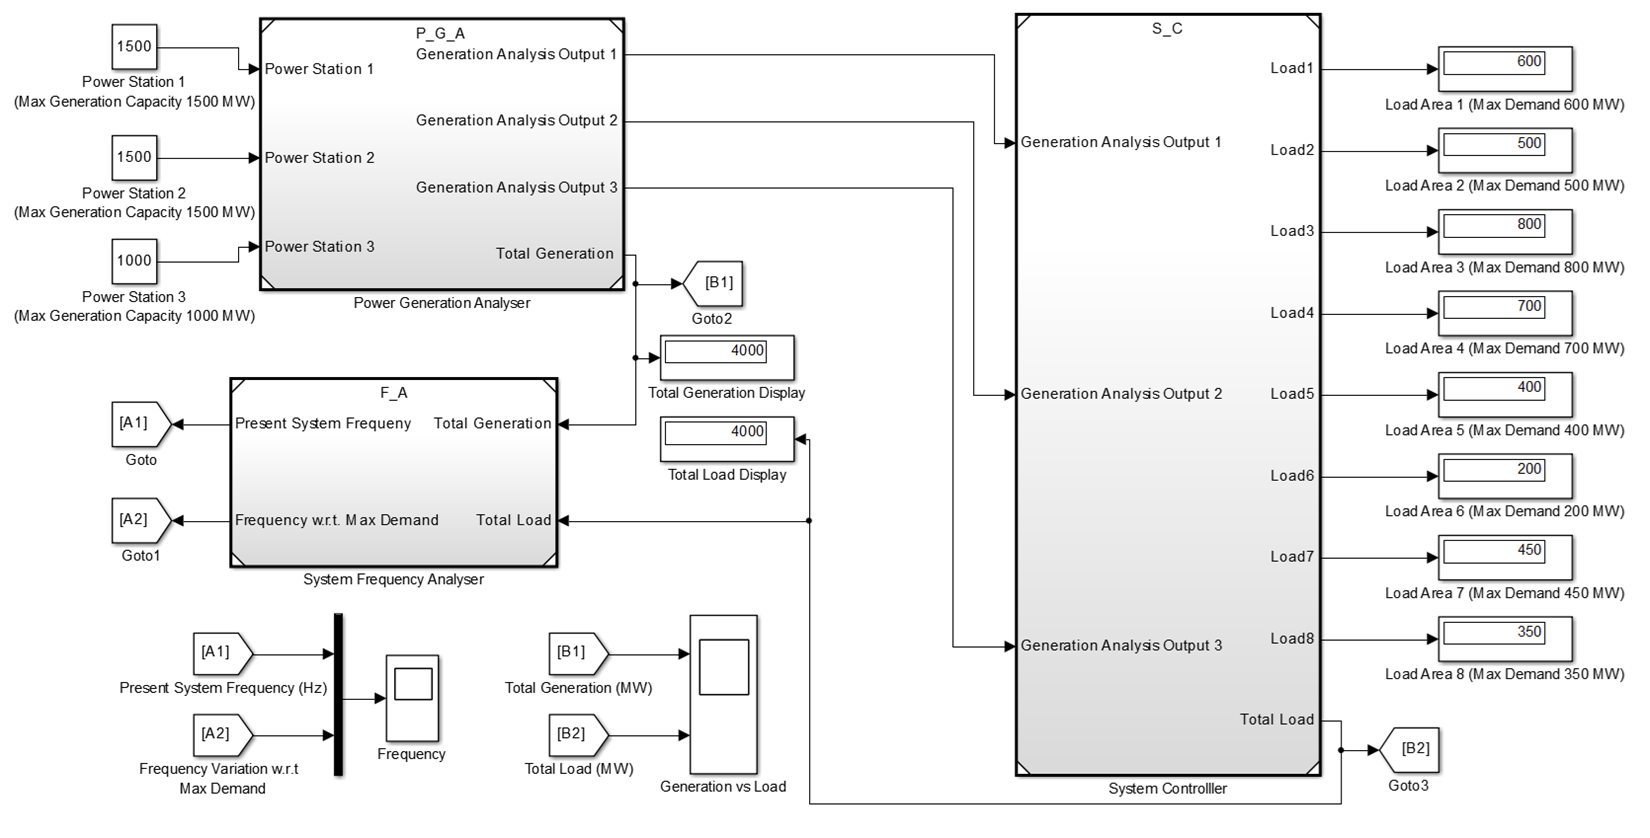 1500
Power Station 1
(Max Generation Capacity 1500 MW)
1500
Power Station 2
(Max Generation Capacity 1500 MW)
1000
Power Station 3
(Max Generation Capacity 1000 MW)
P_G_A
Power Station 1
Power Station 2
Power Station 3
Generation Analysis Output 1
Generation Analysis Output 2
Generation Analysis Output 3
Total Generation
Power Generation Analyser
[B1]
Goto2
4000
Total Generation Display
4000
Total Load Display
F_A
Present System Frequeny
Total Generation
Frequency w.r.t. Max Demand
Total Load
System Frequency Analyser
[A1]
Goto
[A2]
Goto1
[A1]
Present System Frequency (Hz)
[A2]
Frequency Variation w.r.t
Max Demand
Frequency
[B1]
Total Generation (MW)
[B2]
Total Load (MW)
Generation vs Load
S_C
Generation Analysis Output 1
Generation Analysis Output 2
Generation Analysis Output 3
Load1
Load2
Load3
Load4
Load5
Load6
Load7
Load8
Total Load
System Controlller
600
Load Area 1 (Max Demand 600 MW)
500
Load Area 2 (Max Demand 500 MW)
800
Load Area 3 (Max Demand 800 MW)
700
Load Area 4 (Max Demand 700 MW)
400
Load Area 5 (Max Demand 400 MW)
200
Load Area 6 (Max Demand 200 MW)
450
Load Area 7 (Max Demand 450 MW)
350
Load Area 8 (Max Demand 350 MW)
[B2]
Goto3